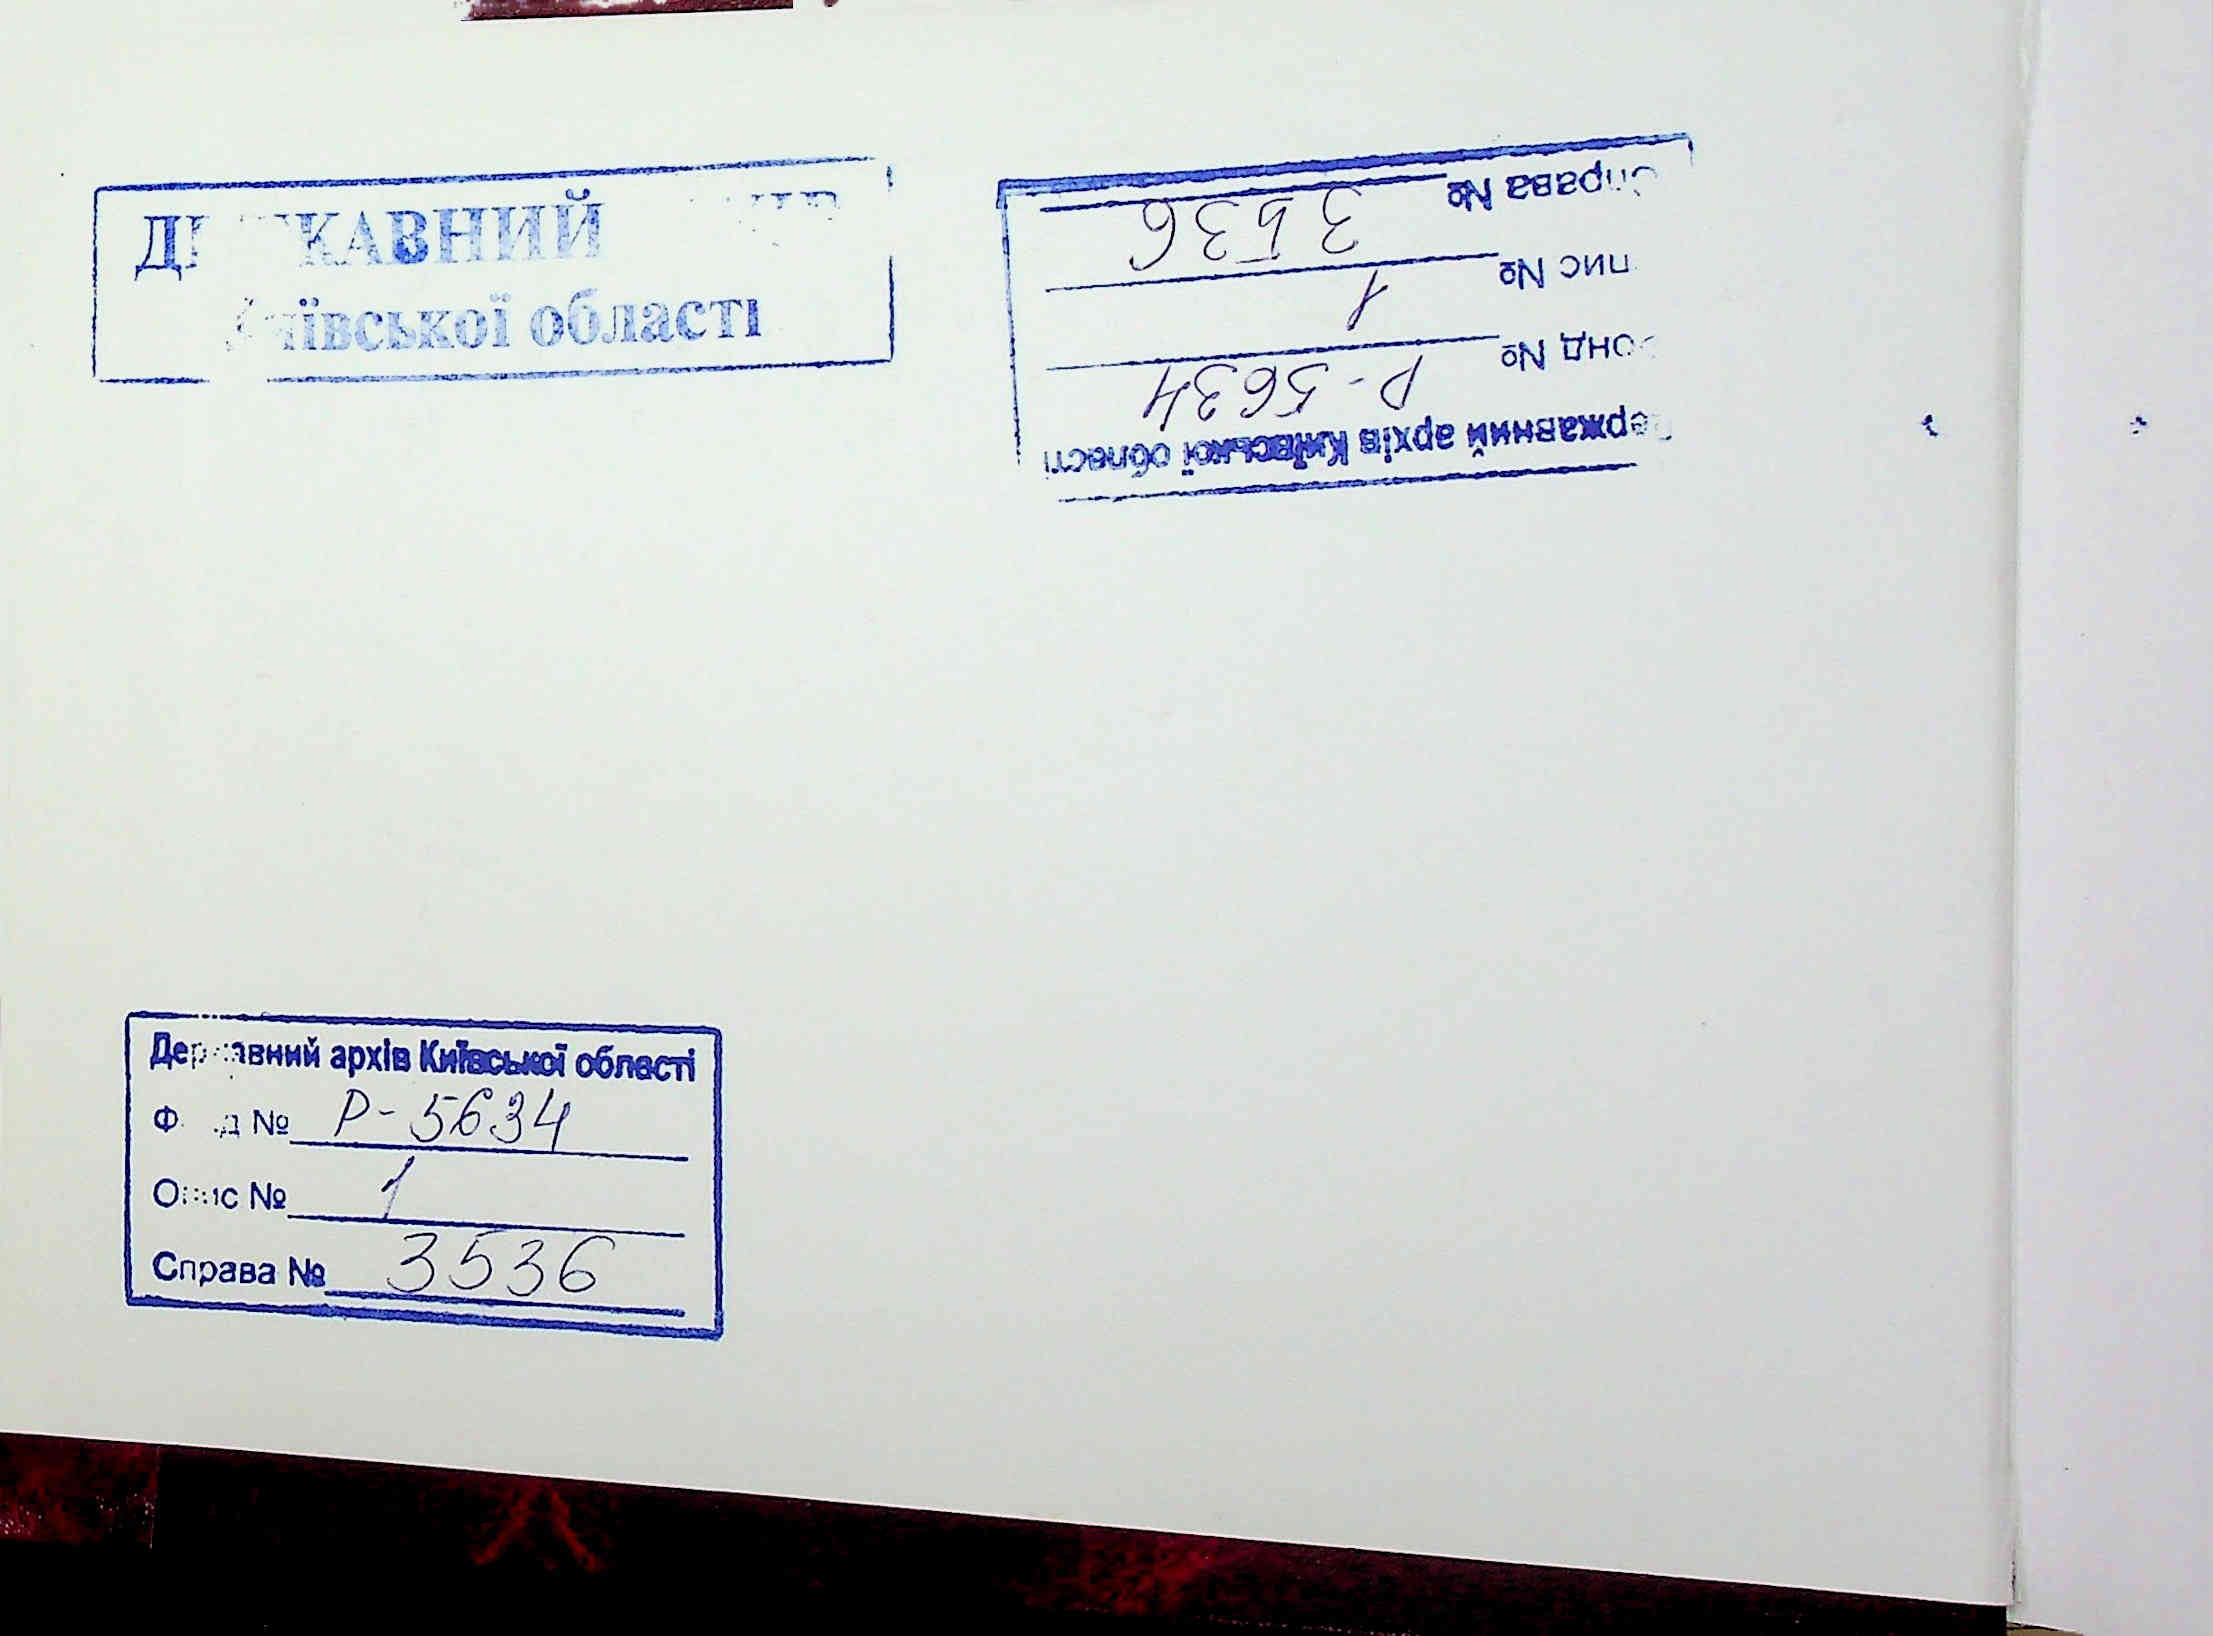 ДЕРЖАВНИЙ АРХІВ
Київської області
Державний архів Київської області
Фонд № Р-5634
Опис № 1
Справа № 3536
Державний архів Київської області
Фонд № Р-5634
Опис № 1
Справа № 3536